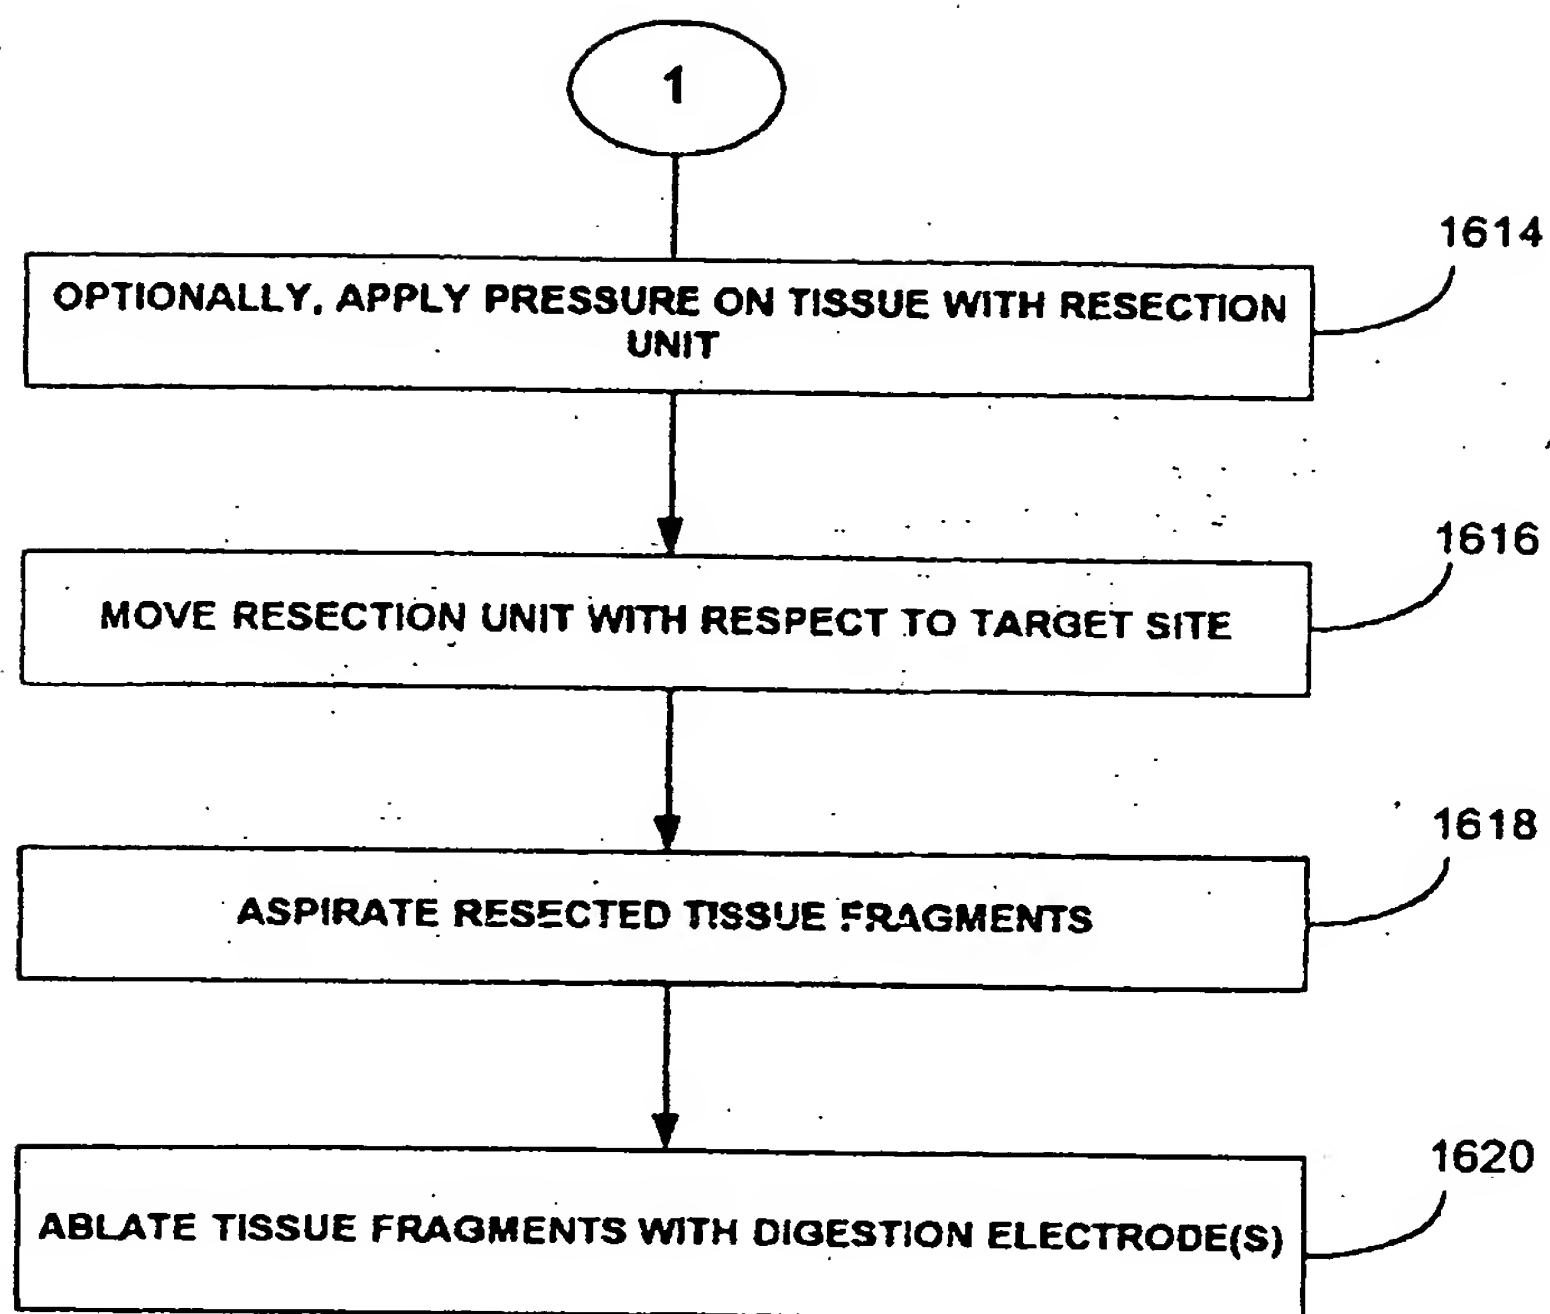 1
1614
OPTIONALLY, APPLY PRESSURE ON TISSUE WITH RESECTION
UNIT
1616
MOVE RESECTION UNIT WITH RESPECT TO TARGET SITE
1618
ASPIRATE RESECTED TISSUE FRAGMENTS
1620
ABLATE TISSUE FRAGMENTS WITH DIGESTION ELECTRODE(S)